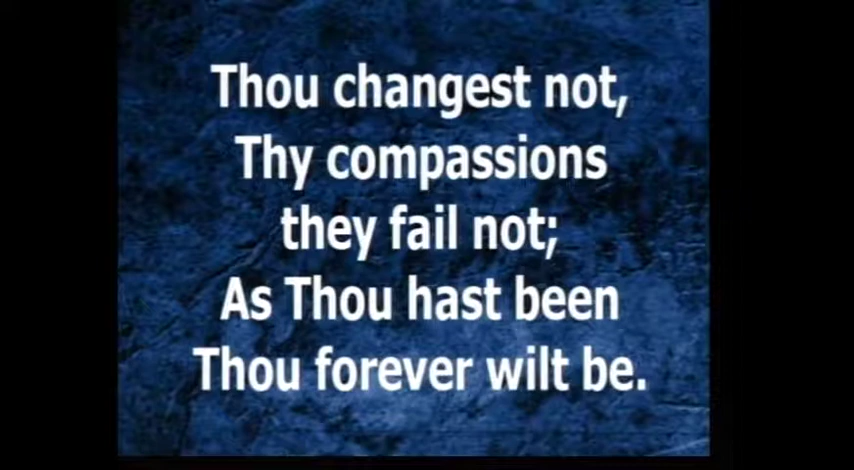 Thou changest not,
Thy compassions
they fail not;
As Thou hast been
Thou forever wilt be.